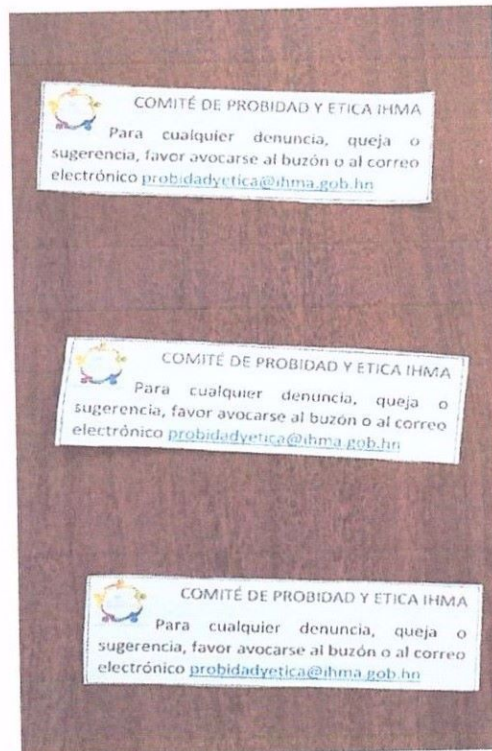 COMITÉ DE PROBIDAD Y ETICA IHMA
Para cualquier denuncia, queja o
sugerencia, favor avocarse al buzón o al correo
electrónico probidadyetica@ihma.gob.hn
COMITÉ DE PROBIDAD Y ETICA IHMA
Para cualquier denuncia, queja o
sugerencia, favor avocarse al buzón o al correo
electrónico probidadyetica@ihma.gob.hn
COMITÉ DE PROBIDAD Y ETICA IHMA
Para cualquier denuncia, queja o
sugerencia, favor avocarse al buzón o al correo
electrónico probidadyetica@ihma.gob.hn